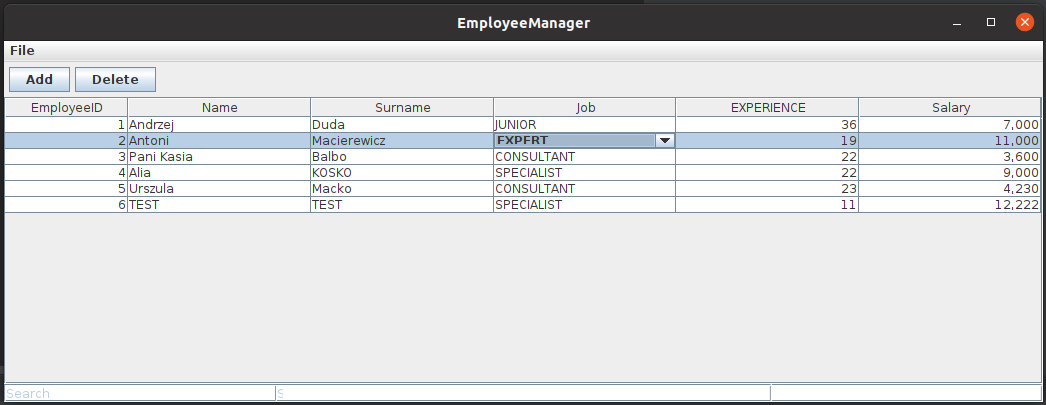 EmployeeManager
File
Add Delete
EmployeeID Name Surname Job EXPERIENCE Salary
1 Andrzej Duda JUNIOR 36 7,000
2 Antoni Macierewicz EXPERT 19 11,000
3 Pani Kasia Balbo CONSULTANT 22 3,600
4 Alia KOSKO SPECIALIST 22 9,000
5 Urszula Macko CONSULTANT 23 4,230
6 TEST TEST SPECIALIST 11 12,222
Search S